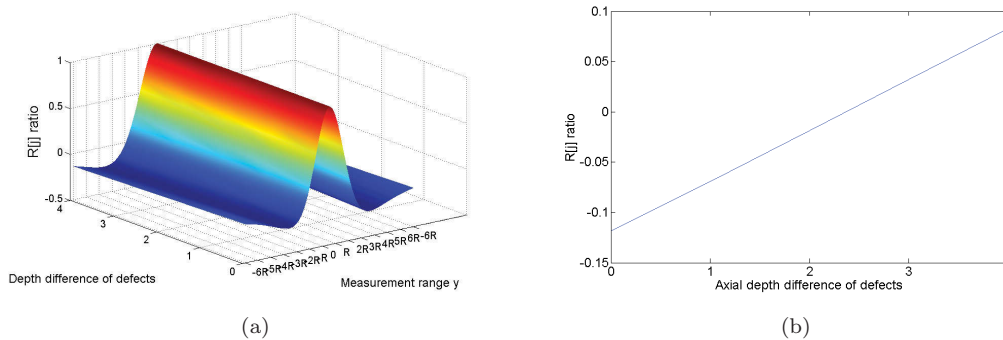 1
0.5
0
-0.5
R[j] ratio
4
3
2
1
0
Depth difference of defects
-6R-5R-4R-3R-2R-R 0 R 2R3R4R5R6R-6R
Measurement range y
(a)
0.1
0.05
0
-0.05
-0.1
-0.15
R[j] ratio
0 1 2 3
Axial depth difference of defects
(b)